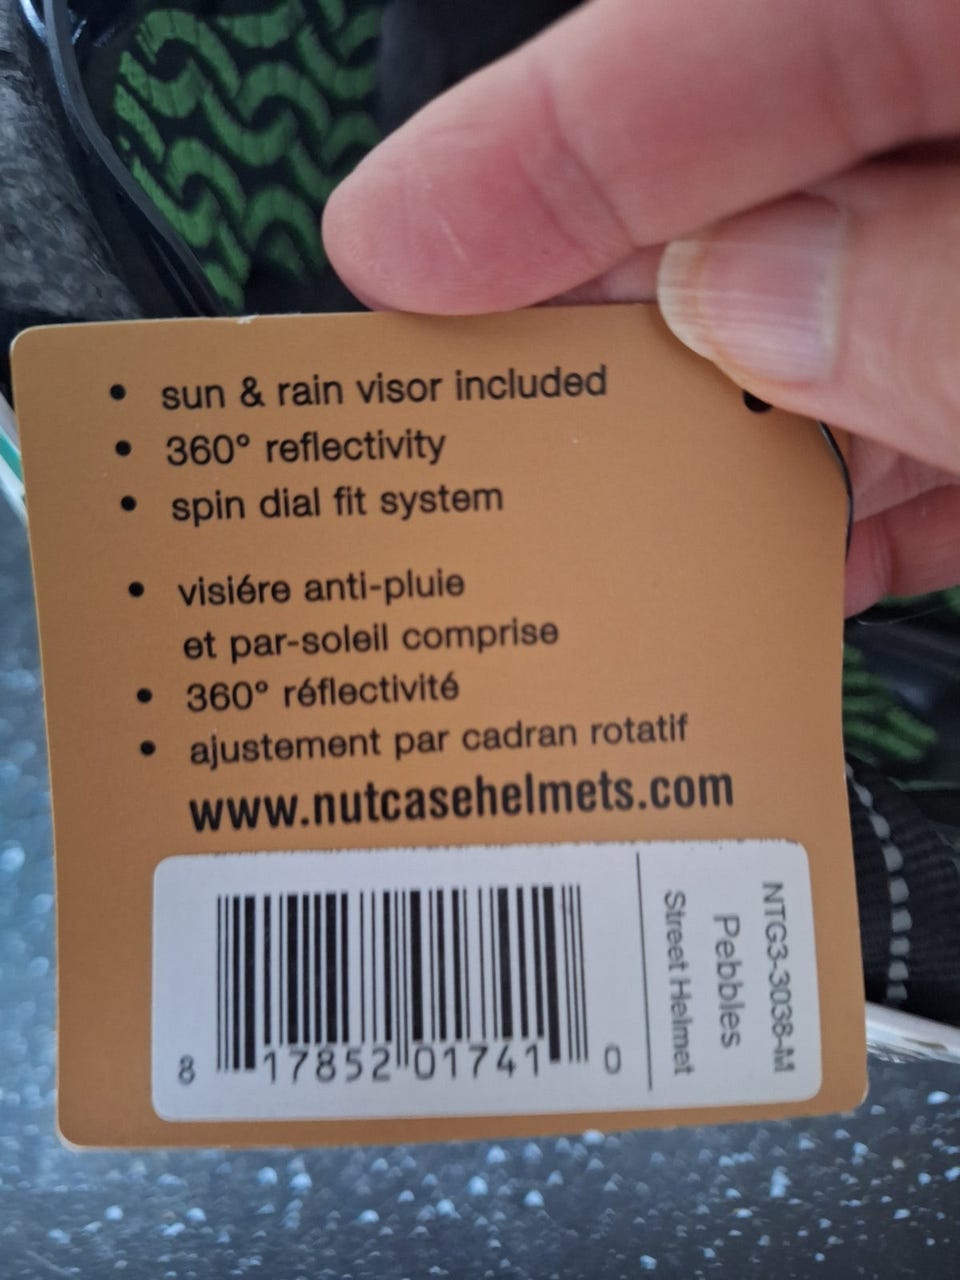 • sun & rain visor included
• 360° reflectivity
• spin dial fit system
• visiére anti-pluie
et par-soleil comprise
• 360° réflectivité
• ajustement par cadran rotatif
www.nutcasehelmets.com
8 17852 01741 0
NTG3-3038-M
Pebbles
Street Helmet